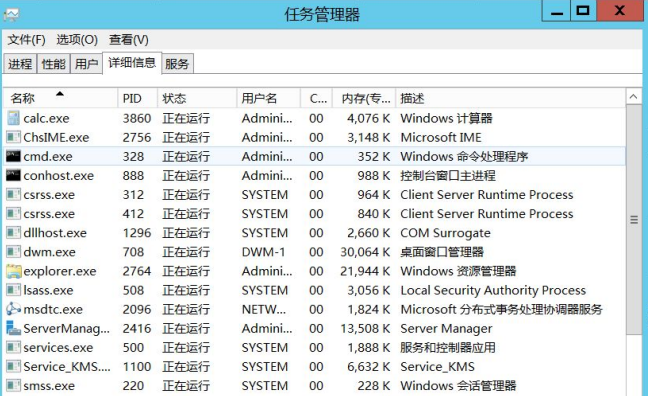 任务管理器
文件(F) 选项(O) 查看(V)
进程 性能 用户 详细信息 服务
名称 PID 状态 用户名 C... 内存(专... 描述
calc.exe 3860 正在运行 Admini... 00 4,076 K Windows 计算器
ChsIME.exe 2756 正在运行 Admini... 00 3,148 K Microsoft IME
cmd.exe 328 正在运行 Admini... 00 352 K Windows 命令处理程序
conhost.exe 888 正在运行 Admini... 00 988 K 控制台窗口主进程
csrss.exe 312 正在运行 SYSTEM 00 964 K Client Server Runtime Process
csrss.exe 412 正在运行 SYSTEM 00 840 K Client Server Runtime Process
dllhost.exe 1296 正在运行 SYSTEM 00 2,660 K COM Surrogate
dwm.exe 708 正在运行 DWM-1 00 30,064 K 桌面窗口管理器
explorer.exe 2764 正在运行 Admini... 00 21,944 K Windows 资源管理器
lsass.exe 508 正在运行 SYSTEM 00 3,056 K Local Security Authority Process
msdtc.exe 2096 正在运行 NETW... 00 1,824 K Microsoft 分布式事务处理协调器服务
ServerManag... 2416 正在运行 Admini... 00 13,508 K Server Manager
services.exe 500 正在运行 SYSTEM 00 1,888 K 服务和控制器应用
Service_KMS.... 1100 正在运行 SYSTEM 00 6,632 K Service_KMS
smss.exe 220 正在运行 SYSTEM 00 228 K Windows 会话管理器